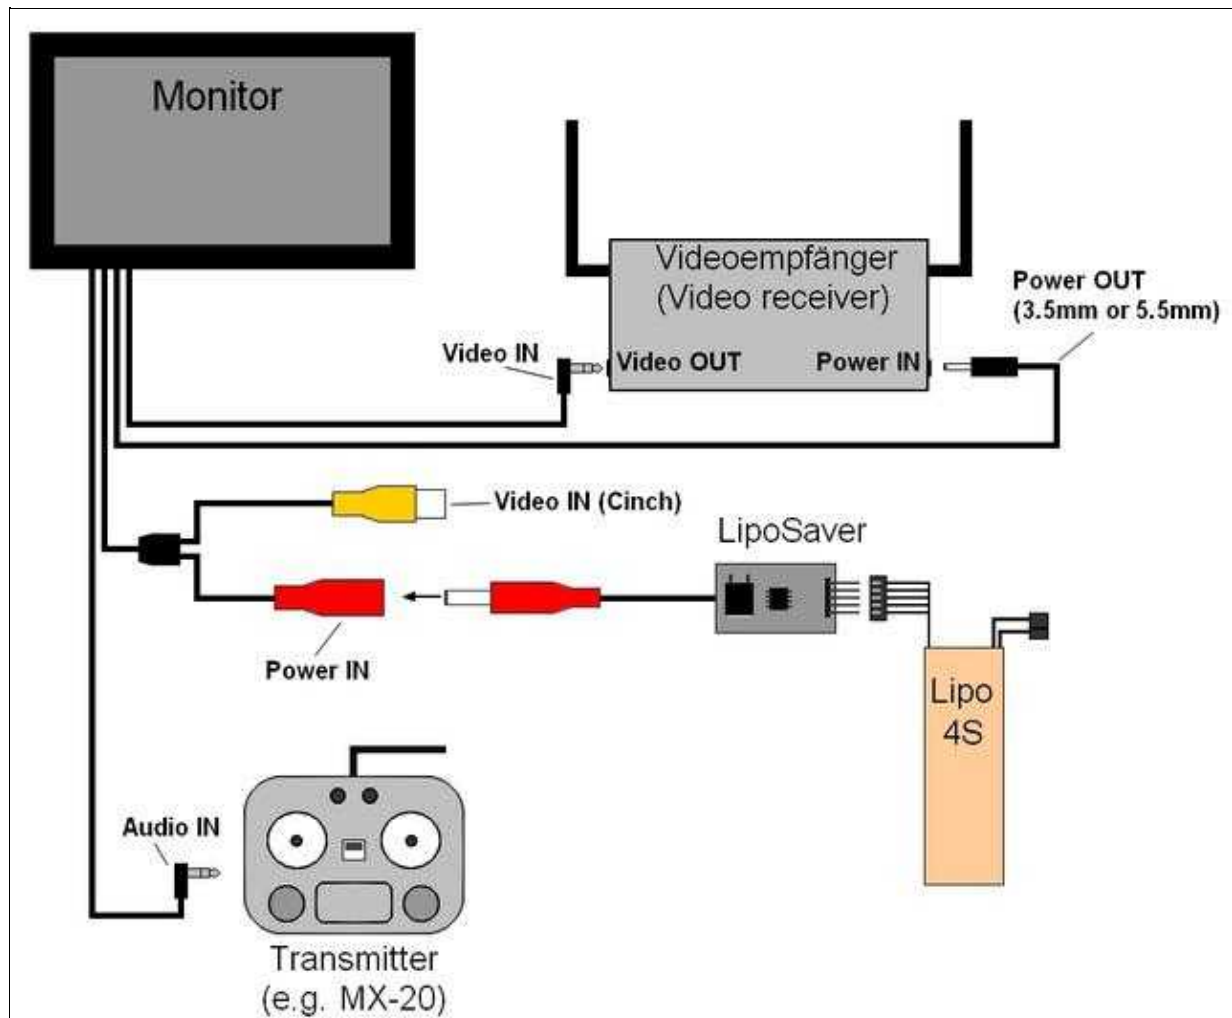 Monitor
Videoempfänger
(Video receiver)
Power OUT
(3.5mm or 5.5mm)
Video IN
Video OUT
Power IN
Video IN (Cinch)
LipoSaver
Power IN
Lipo
4S
Audio IN
Transmitter
(e.g. MX-20)